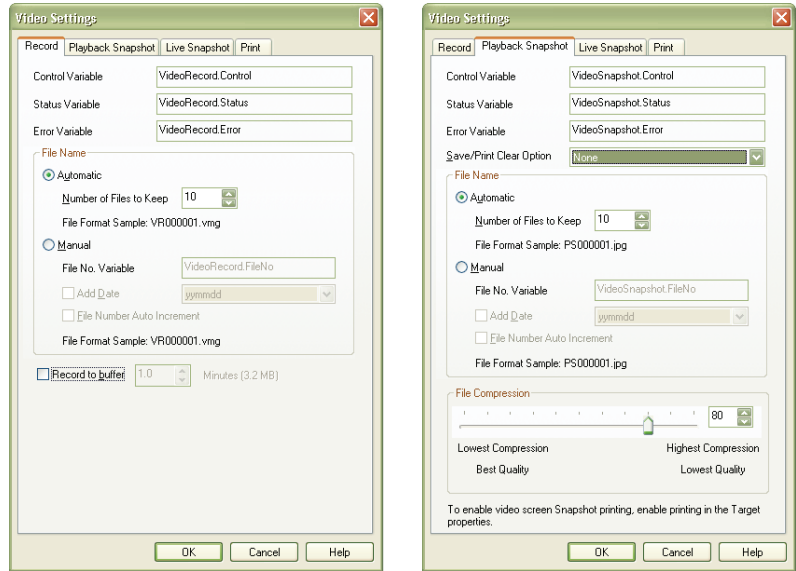 Video Settings
Record Playback Snapshot Live Snapshot Print
Control Variable VideoRecord.Control
Status Variable VideoRecord.Status
Error Variable VideoRecord.Error
File Name
Automatic
Number of Files to Keep 10
File Format Sample: VR000001.vmg
Manual
File No. Variable VideoRecord.FileNo
Add Date yymmdd
File Number Auto Increment
File Format Sample: VR000001.vmg
Record to buffer 1.0 Minutes (3.2 MB)
OK Cancel Help
Video Settings
Record Playback Snapshot Live Snapshot Print
Control Variable VideoSnapshot.Control
Status Variable VideoSnapshot.Status
Error Variable VideoSnapshot.Error
Save/Print Clear Option None
File Name
Automatic
Number of Files to Keep 10
File Format Sample: PS000001.jpg
Manual
File No. Variable VideoSnapshot.FileNo
Add Date yymmdd
File Number Auto Increment
File Format Sample: PS000001.jpg
File Compression
80
Lowest Compression Highest Compression
Best Quality Lowest Quality
To enable video screen Snapshot printing, enable printing in the Target
properties.
OK Cancel Help